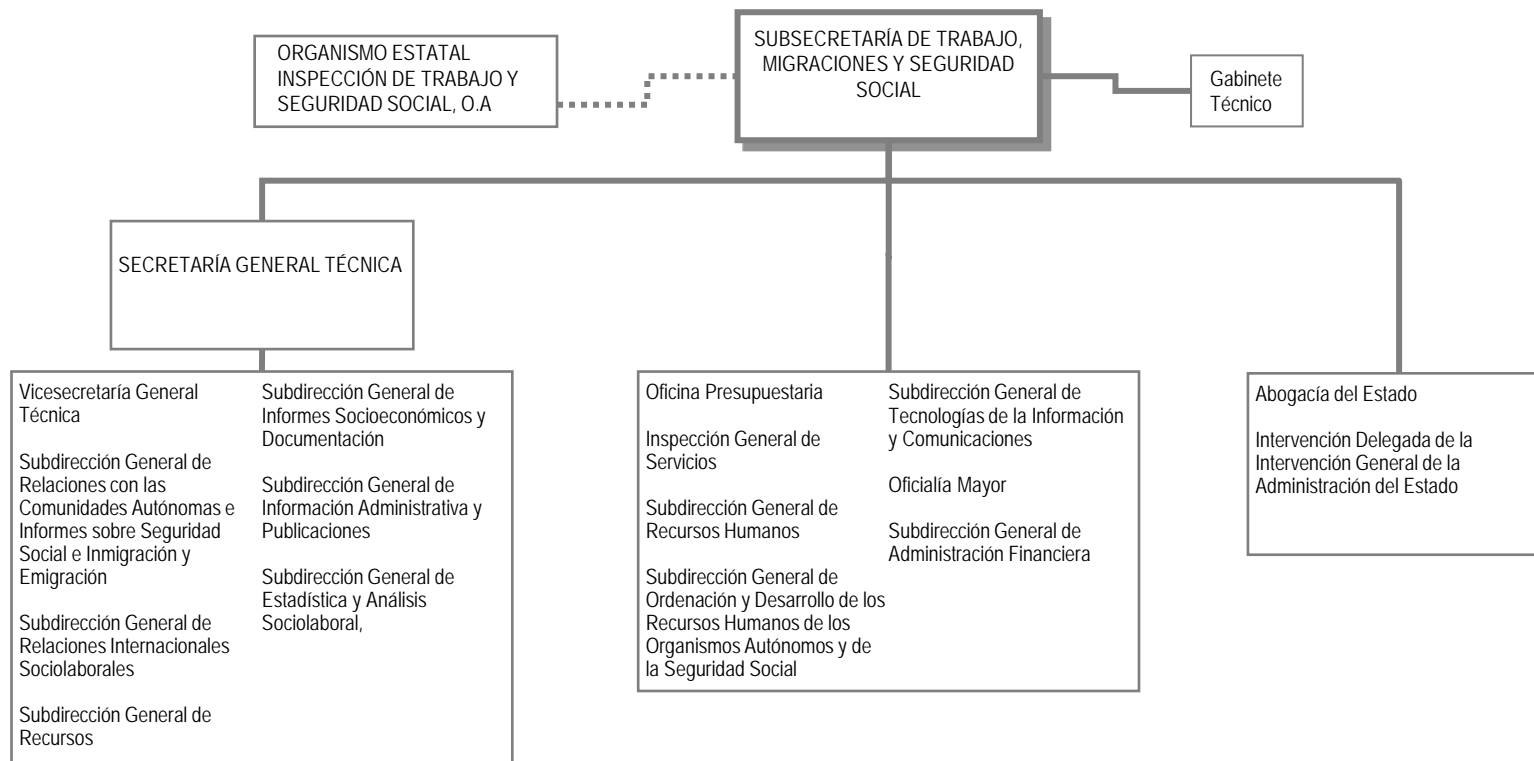 ORGANISMO ESTATAL
INSPECCIÓN DE TRABAJO Y
SEGURIDAD SOCIAL, O.A
SUBSECRETARÍA DE TRABAJO,
MIGRACIONES Y SEGURIDAD
SOCIAL
Gabinete
Técnico
SECRETARÍA GENERAL TÉCNICA
Vicesecretaría General
Técnica
Subdirección General de
Relaciones con las
Comunidades Autónomas e
Informes sobre Seguridad
Social e Inmigración y
Emigración
Subdirección General de
Relaciones Internacionales
Sociolaborales
Subdirección General de
Recursos
Subdirección General de
Informes Socioeconómicos y
Documentación
Subdirección General de
Información Administrativa y
Publicaciones
Subdirección General de
Estadística y Análisis
Sociolaboral,
Oficina Presupuestaria
Inspección General de
Servicios
Subdirección General de
Recursos Humanos
Subdirección General de
Ordenación y Desarrollo de los
Recursos Humanos de los
Organismos Autónomos y de
la Seguridad Social
Subdirección General de
Tecnologías de la Información
y Comunicaciones
Oficialía Mayor
Subdirección General de
Administración Financiera
Abogacía del Estado
Intervención Delegada de la
Intervención General de la
Administración del Estado